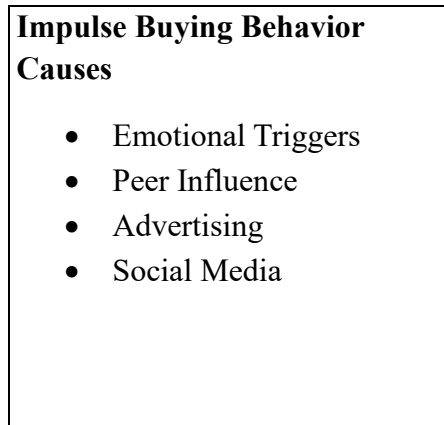 Impulse Buying Behavior
Causes
• Emotional Triggers
• Peer Influence
• Advertising
• Social Media